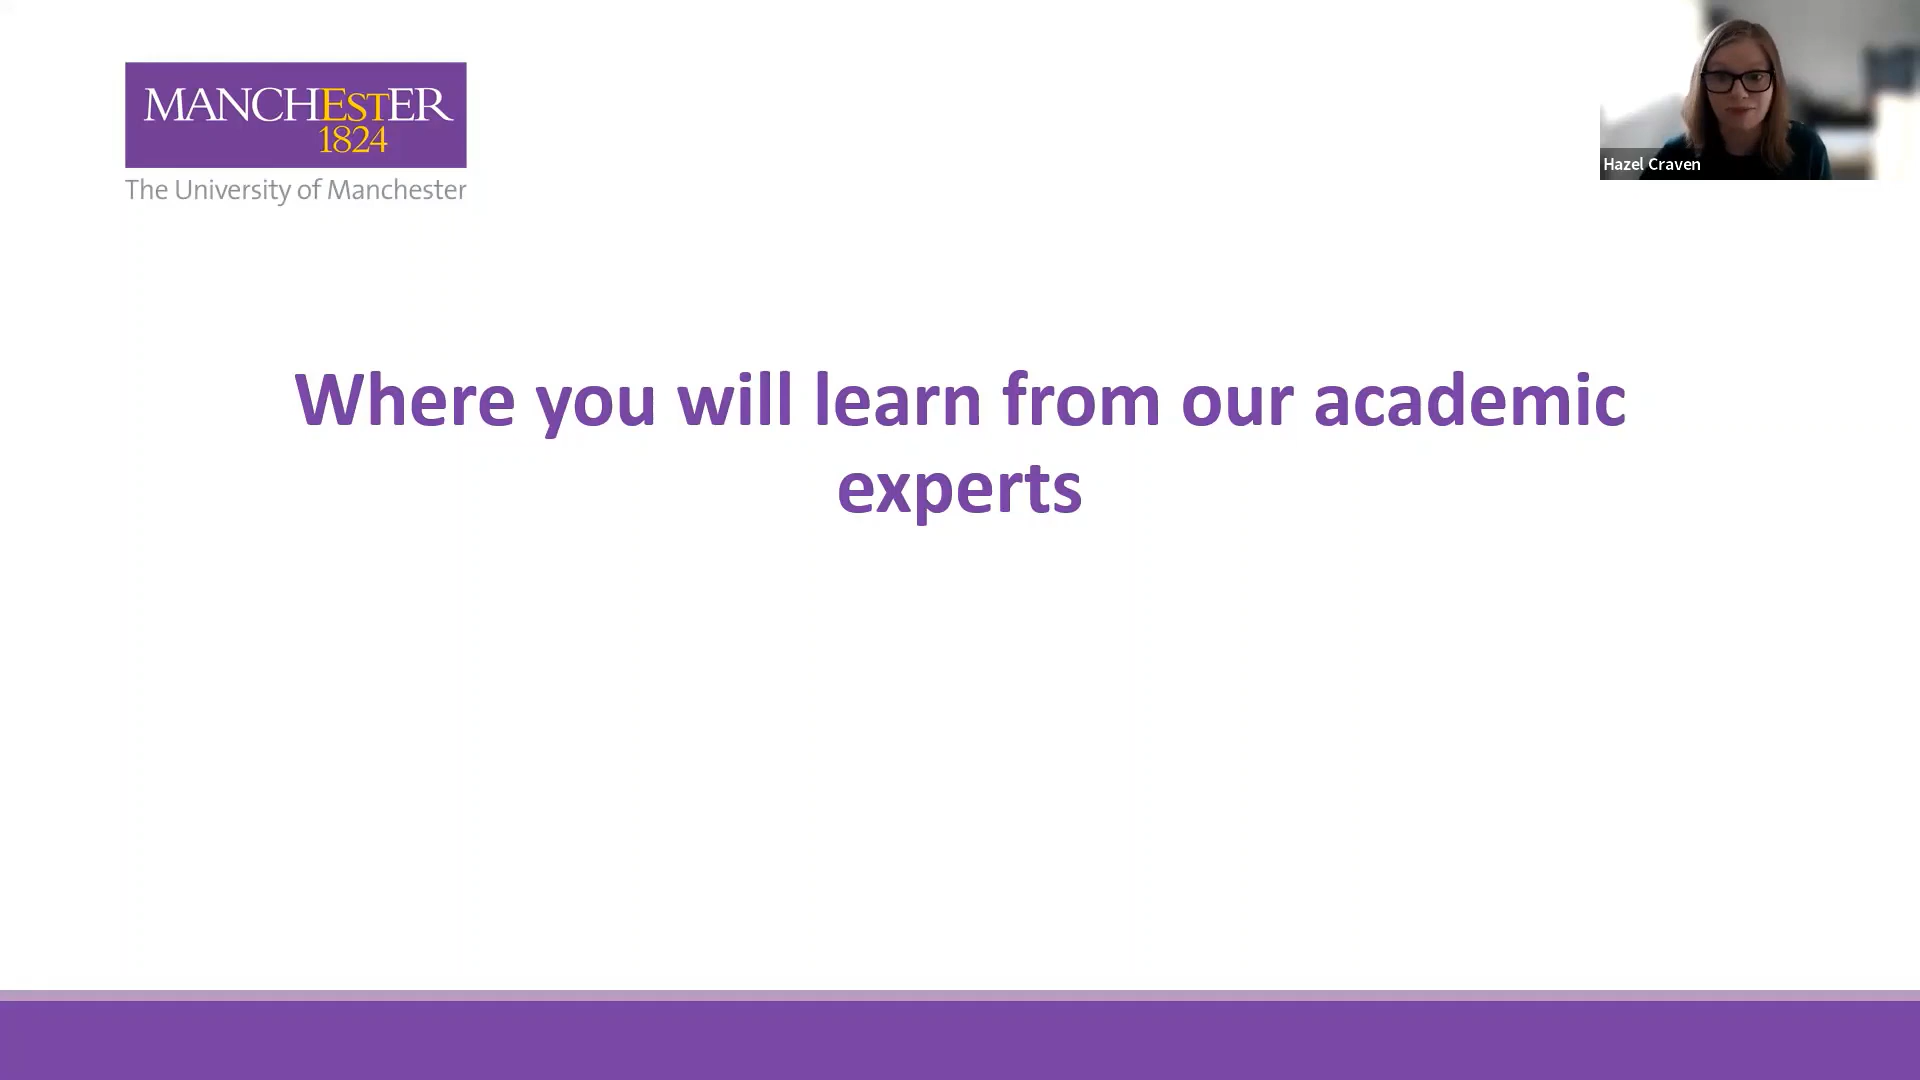 MANCHESTER
1824
The University of Manchester
Hazel Craven
Where you will learn from our academic
experts